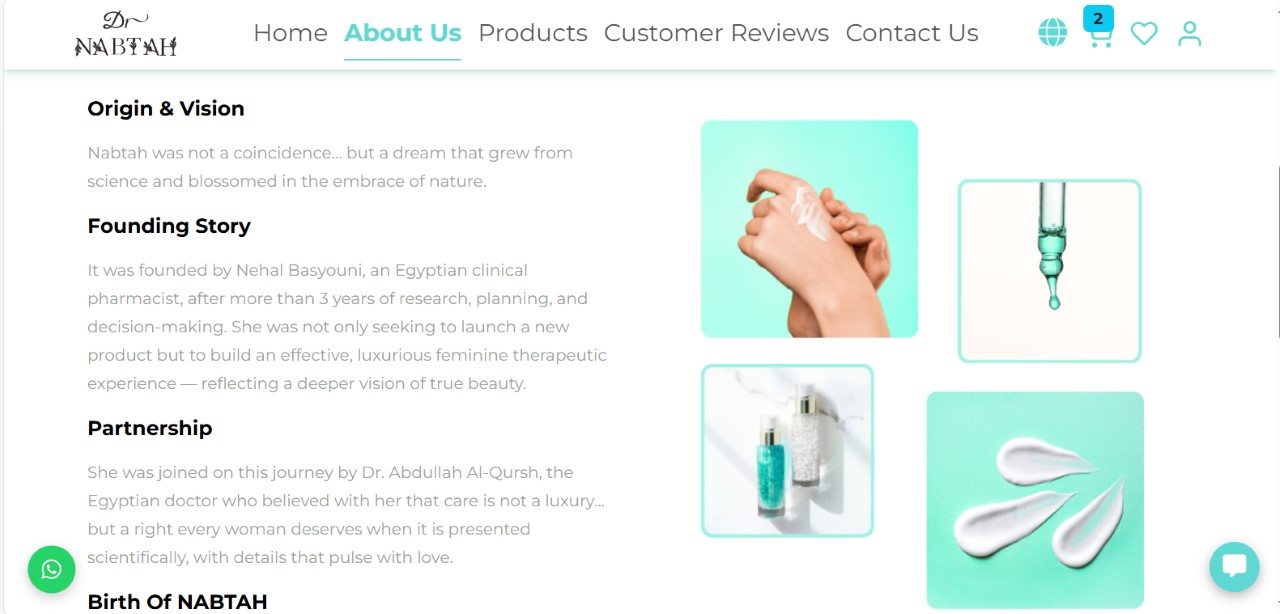 Dr
NABTAH
Home
About Us
Products
Customer Reviews
Contact Us
2
Origin & Vision
Nabtah was not a coincidence... but a dream that grew from
science and blossomed in the embrace of nature.
Founding Story
It was founded by Nehal Basyouni, an Egyptian clinical
pharmacist, after more than 3 years of research, planning, and
decision-making. She was not only seeking to launch a new
product but to build an effective, luxurious feminine therapeutic
experience — reflecting a deeper vision of true beauty.
Partnership
She was joined on this journey by Dr. Abdullah Al-Qursh, the
Egyptian doctor who believed with her that care is not a luxury...
but a right every woman deserves when it is presented
scientifically, with details that pulse with love.
Birth Of NABTAH